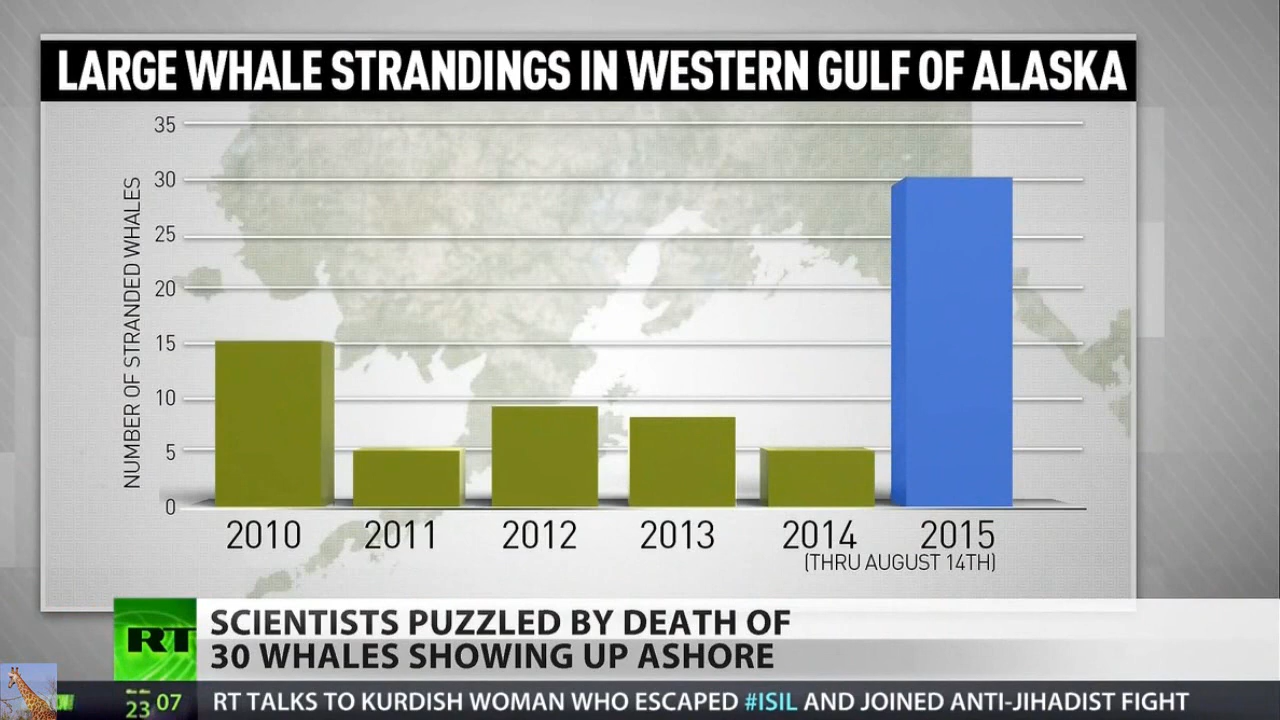 LARGE WHALE STRANDINGS IN WESTERN GULF OF ALASKA
NUMBER OF STRANDED WHALES
35
30
25
20
15
10
5
0
2010 2011 2012 2013 2014 2015
(THRU AUGUST 14TH)
RT
SCIENTISTS PUZZLED BY DEATH OF
30 WHALES SHOWING UP ASHORE
23 07
RT TALKS TO KURDISH WOMAN WHO ESCAPED #ISIL AND JOINED ANTI-JIHADIST FIGHT